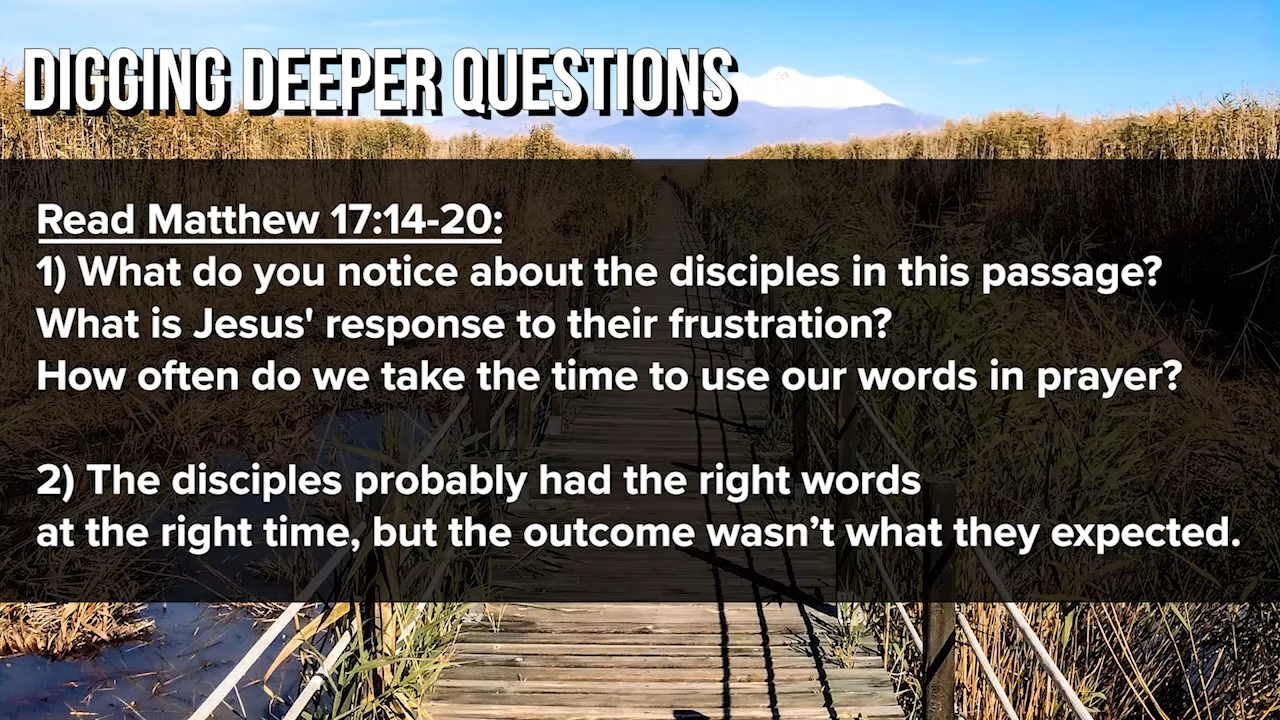 DIGGING DEEPER QUESTIONS
Read Matthew 17:14-20:
1) What do you notice about the disciples in this passage?
What is Jesus' response to their frustration?
How often do we take the time to use our words in prayer?
2) The disciples probably had the right words
at the right time, but the outcome wasn’t what they expected.